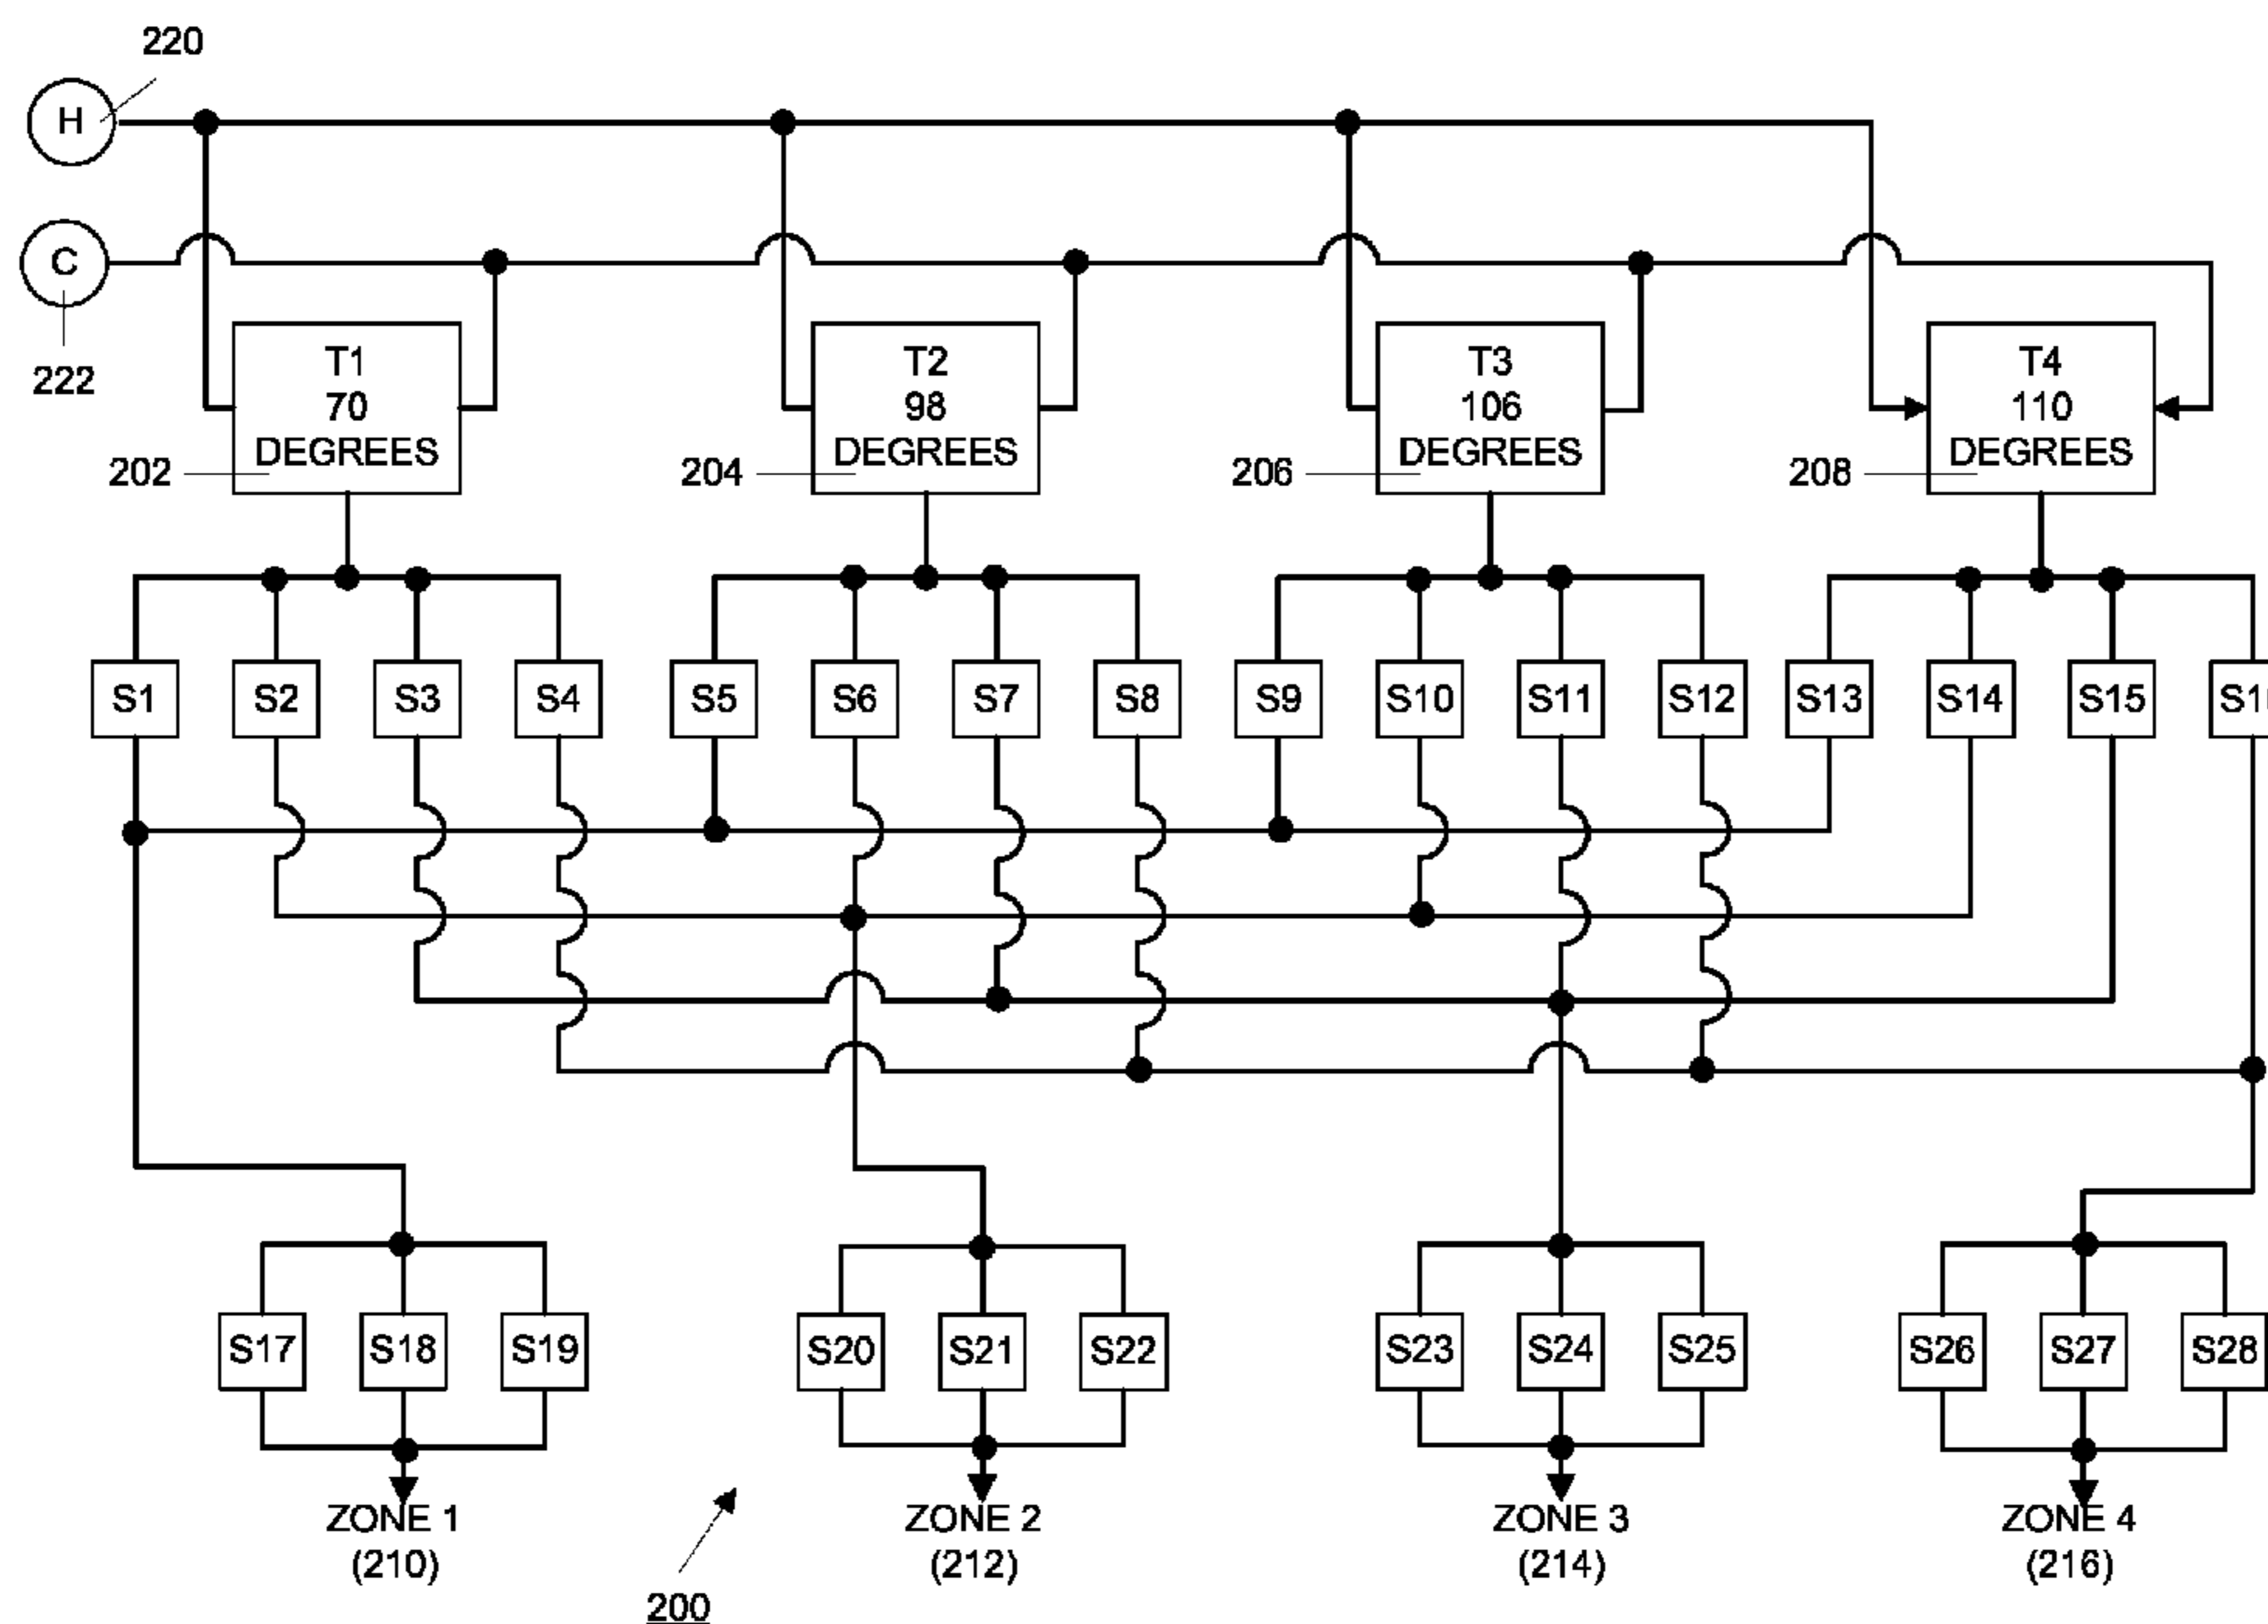 220
H
C
222
T1
70
DEGREES
202
T2
98
DEGREES
204
T3
106
DEGREES
206
T4
110
DEGREES
208
S1
S2
S3
S4
S5
S6
S7
S8
S9
S10
S11
S12
S13
S14
S15
S17
S18
S19
S20
S21
S22
S23
S24
S25
S26
S27
S28
ZONE 1
(210)
ZONE 2
(212)
ZONE 3
(214)
ZONE 4
(216)
200